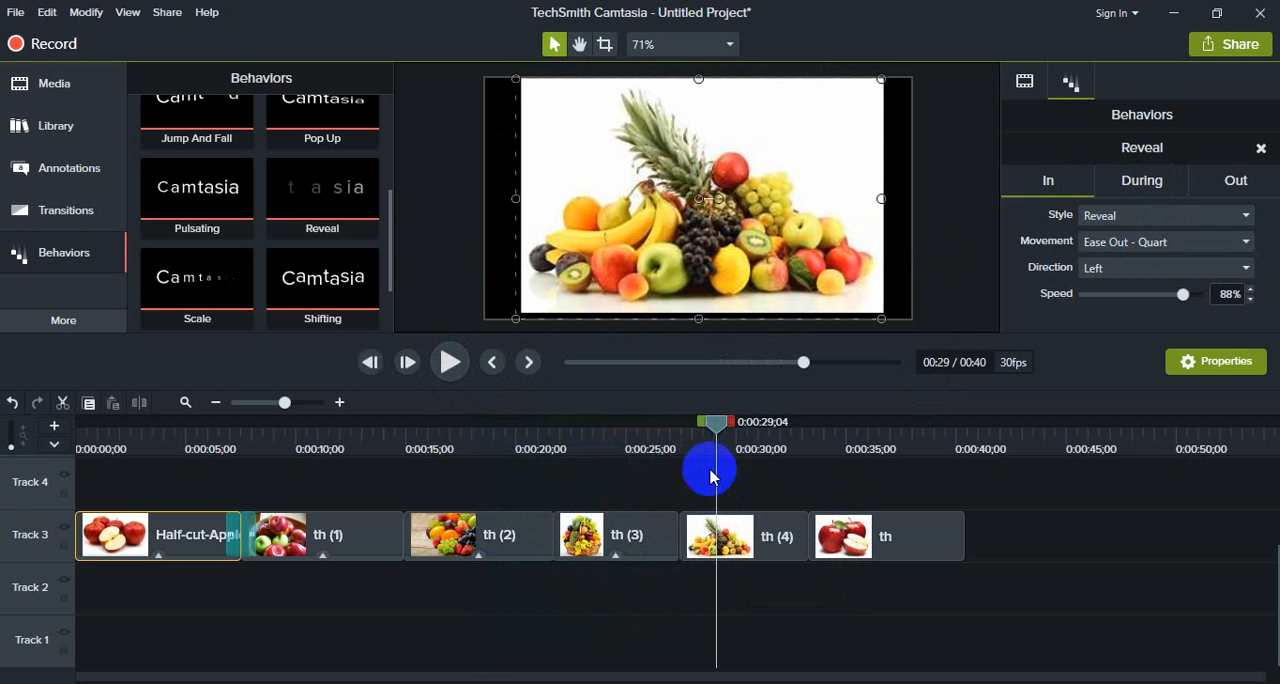 File Edit Modify View Share Help
TechSmith Camtasia - Untitled Project*
Sign In
Record
71%
Share
Media
Library
Annotations
Transitions
Behaviors
More
Behaviors
Camtasia
Jump And Fall
Pop Up
Camtasia
t a sia
Pulsating
Reveal
Camtas
Camtasia
Scale
Shifting
Behaviors
Reveal
In During Out
Style Reveal
Movement Ease Out - Quart
Direction Left
Speed 88%
00:29 / 00:40 30fps
Properties
0:00:29;04
0:00:00;00 0:00:05;00 0:00:10;00 0:00:15;00 0:00:20;00 0:00:25;00 0:00:30;00 0:00:35;00 0:00:40;00 0:00:45;00 0:00:50;00
Track 4
Track 3
Half-cut-Apple
th (1)
th (2)
th (3)
th (4)
th
Track 2
Track 1